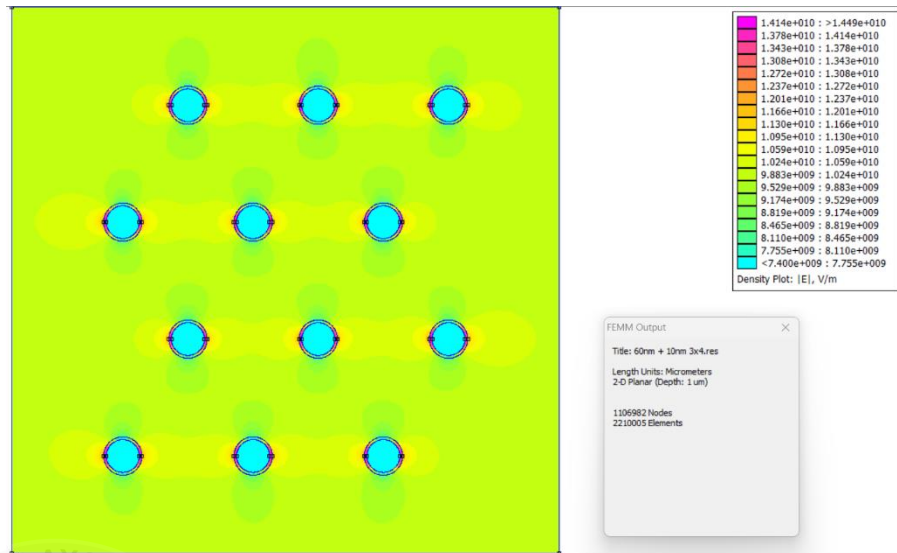 1.414e+010 : >1.449e+010
1.378e+010 : 1.414e+010
1.343e+010 : 1.378e+010
1.308e+010 : 1.343e+010
1.272e+010 : 1.308e+010
1.237e+010 : 1.272e+010
1.201e+010 : 1.237e+010
1.166e+010 : 1.201e+010
1.130e+010 : 1.166e+010
1.095e+010 : 1.130e+010
1.059e+010 : 1.095e+010
1.024e+010 : 1.059e+010
9.883e+009 : 1.024e+010
9.529e+009 : 9.883e+009
9.174e+009 : 9.529e+009
8.819e+009 : 9.174e+009
8.465e+009 : 8.819e+009
8.110e+009 : 8.465e+009
7.755e+009 : 8.110e+009
<7.400e+009 : 7.755e+009
Density Plot: |E|, V/m
FEMM Output
Title: 60nm + 10nm 3x4.res
Length Units: Micrometers
2-D Planar (Depth: 1 um)
1106982 Nodes
2210005 Elements